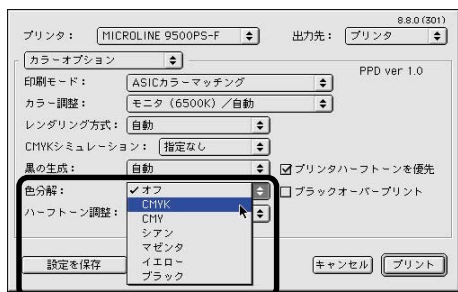 8.8.0 (301)
プリンタ： MICROLINE 9500PS-F 出力先： プリンタ
カラーオプション
PPD ver 1.0
印刷モード： ASICカラーマッチング
カラー調整： モニタ（6500K）／自動
レンダリング方式： 自動
CMYKシミュレーション： 指定なし
黒の生成： 自動 プリンタハーフトーンを優先
色分解： オフ ブラックオーバープリント
CMYK
ハーフトーン調整： CMY
シアン
マゼンタ
イエロー
ブラック
設定を保存 キャンセル プリント